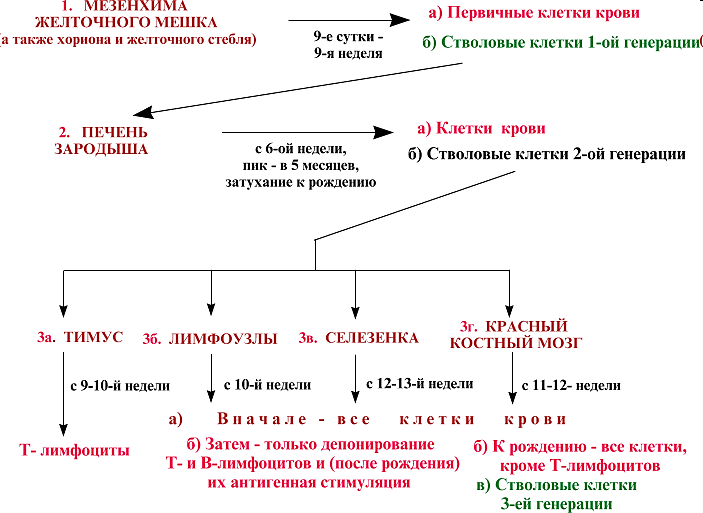 1. МЕЗЕНХИМА
ЖЕЛТОЧНОГО МЕШКА
(а также хориона и желточного стебля)
9-е сутки -
9-я неделя
а) Первичные клетки крови
б) Стволовые клетки 1-ой генерации
2. ПЕЧЕНЬ
ЗАРОДЫША
с 6-ой недели,
пик - в 5 месяцев,
затухание к рождению
а) Клетки крови
б) Стволовые клетки 2-ой генерации
3а. ТИМУС
3б. ЛИМФОУЗЛЫ
3в. СЕЛЕЗЕНКА
3г. КРАСНЫЙ
КОСТНЫЙ МОЗГ
с 9-10-й недели
с 10-й недели
с 12-13-й недели
с 11-12- недели
а) Вначале - все клетки крови
Т- лимфоциты
б) Затем - только депонирование
Т- и В-лимфоцитов и (после рождения)
их антигенная стимуляция
б) К рождению - все клетки,
кроме Т-лимфоцитов
в) Стволовые клетки
3-ей генерации